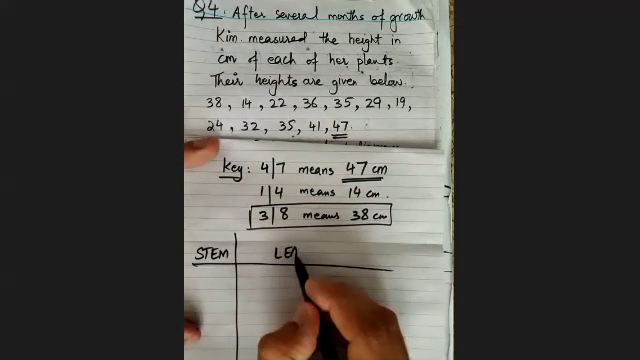 Q4. After several months of growth
Kim measured the height in
cm of each of her plants.
Their heights are given below.
38, 14, 22, 36, 35, 29, 19,
24, 32, 35, 41, 47.
Key: 4|7 means 47 cm
1|4 means 14 cm.
3|8 means 38 cm
STEM LEA